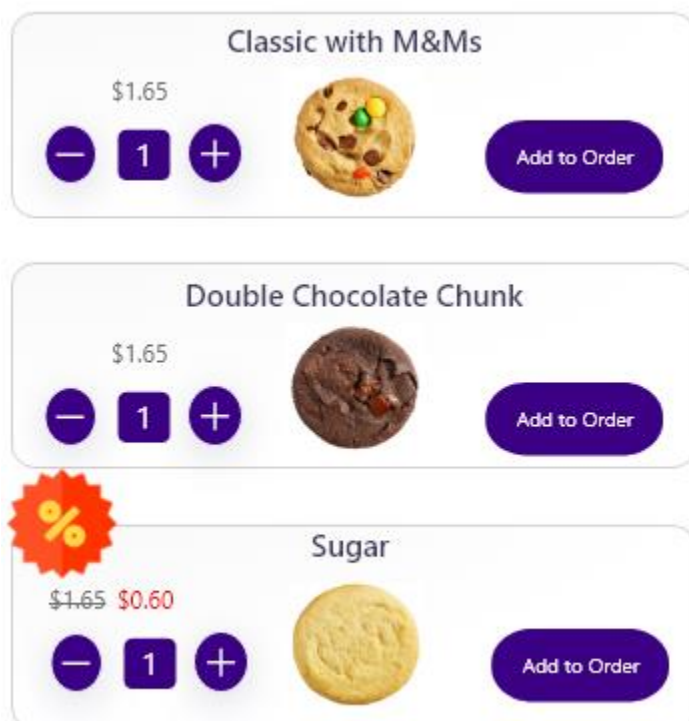 Classic with M&Ms
$1.65
− 1 +
Add to Order
Double Chocolate Chunk
$1.65
− 1 +
Add to Order
%
Sugar
$1.65 $0.60
− 1 +
Add to Order